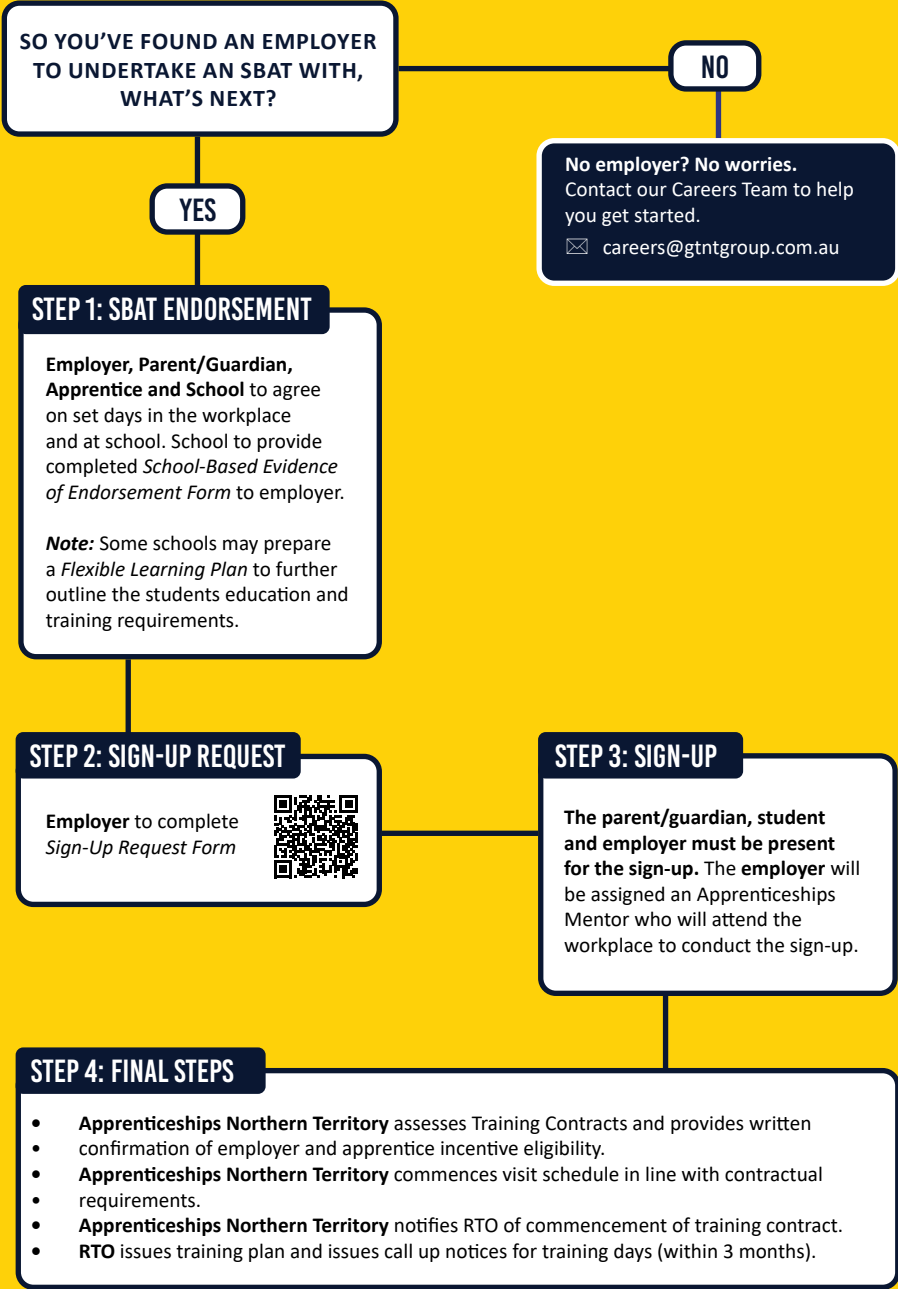 SO YOU'VE FOUND AN EMPLOYER
TO UNDERTAKE AN SBAT WITH,
WHAT'S NEXT?
NO
No employer? No worries.
Contact our Careers Team to help
you get started.
careers@gtntgroup.com.au
YES
STEP 1: SBAT ENDORSEMENT
Employer, Parent/Guardian,
Apprentice and School to agree
on set days in the workplace
and at school. School to provide
completed School-Based Evidence
of Endorsement Form to employer.
Note: Some schools may prepare
a Flexible Learning Plan to further
outline the students education and
training requirements.
STEP 2: SIGN-UP REQUEST
Employer to complete
Sign-Up Request Form
STEP 3: SIGN-UP
The parent/guardian, student
and employer must be present
for the sign-up. The employer will
be assigned an Apprenticeships
Mentor who will attend the
workplace to conduct the sign-up.
STEP 4: FINAL STEPS
• Apprenticeships Northern Territory assesses Training Contracts and provides written
• confirmation of employer and apprentice incentive eligibility.
• Apprenticeships Northern Territory commences visit schedule in line with contractual
• requirements.
• Apprenticeships Northern Territory notifies RTO of commencement of training contract.
• RTO issues training plan and issues call up notices for training days (within 3 months).